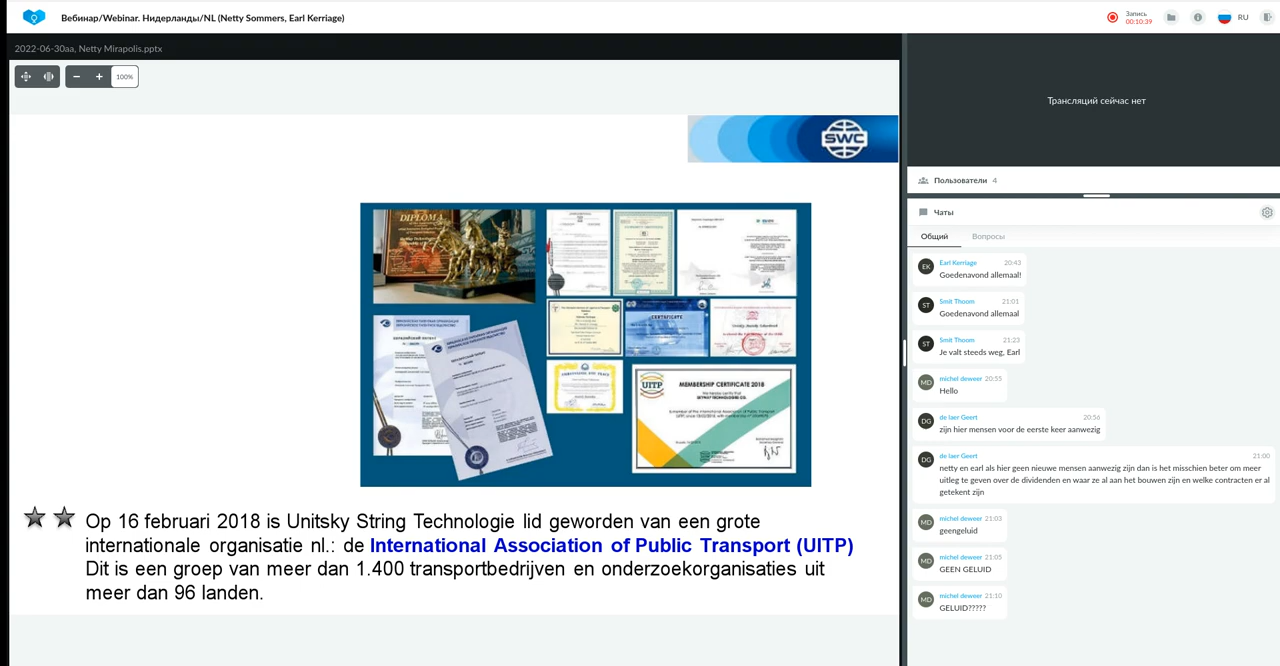 Вебинар/Webinar. Нидерланды/NL (Netty Sommers, Earl Kerriage)
Запись
00:10:39
RU
2022-06-30aa, Netty Mirapolis.pptx
100%
SWC
DIPLOMA
CERTIFICATE
UITP
MEMBERSHIP CERTIFICATE 2018
Op 16 februari 2018 is Unitsky String Technologie lid geworden van een grote
internationale organisatie nl.: de International Association of Public Transport (UITP)
Dit is een groep van meer dan 1.400 transportbedrijven en onderzoekorganisaties uit
meer dan 96 landen.
Трансляций сейчас нет
Пользователи 4
Чаты
Общий Вопросы
EK Earl Kerriage 20:43
Goedenavond allemaal!
ST Smit Thoom 21:01
Goedenavond allemaal
ST Smit Thoom 21:23
Je valt steeds weg, Earl
MD michel deweer 20:55
Hello
DG de laer Geert 20:56
zijn hier mensen voor de eerste keer aanwezig
DG de laer Geert 21:00
netty en earl als hier geen nieuwe mensen aanwezig zijn dan is het misschien beter om meer
uitleg te geven over de dividenden en waar ze al aan het bouwen zijn en welke contracten er al
getekent zijn
MD michel deweer 21:03
geengeluid
MD michel deweer 21:05
GEEN GELUID
MD michel deweer 21:10
GELUID?????